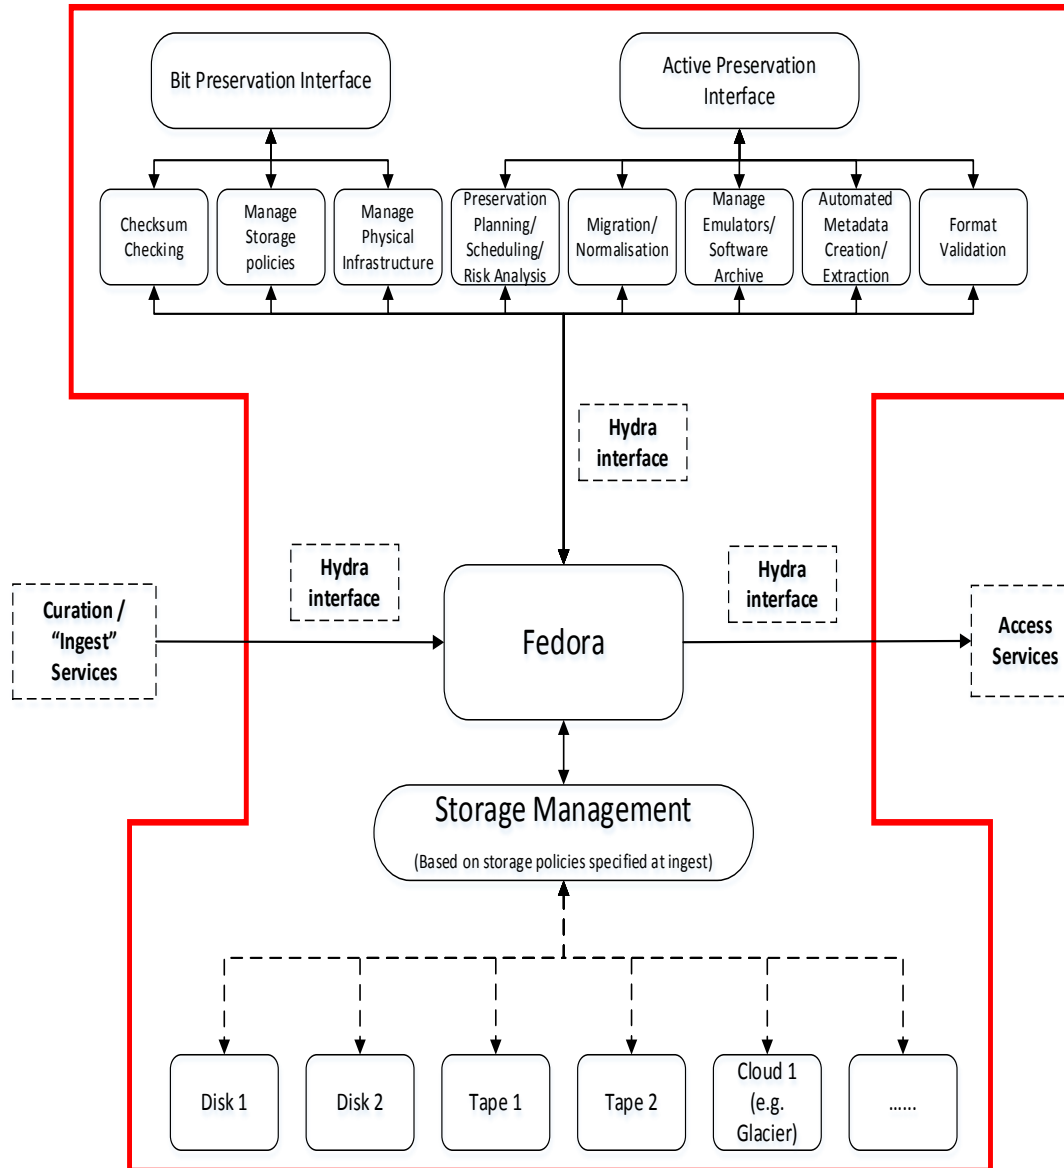 Bit Preservation Interface
Active Preservation
Interface
Checksum
Checking
Manage
Storage
policies
Manage
Physical
Infrastructure
Preservation
Planning/
Scheduling/
Risk Analysis
Migration/
Normalisation
Manage
Emulators/
Software
Archive
Automated
Metadata
Creation/
Extraction
Format
Validation
Hydra
interface
Hydra
interface
Hydra
interface
Curation /
“Ingest”
Services
Fedora
Access
Services
Storage Management
(Based on storage policies specified at ingest)
Disk 1
Disk 2
Tape 1
Tape 2
Cloud 1
(e.g.
Glacier)
......